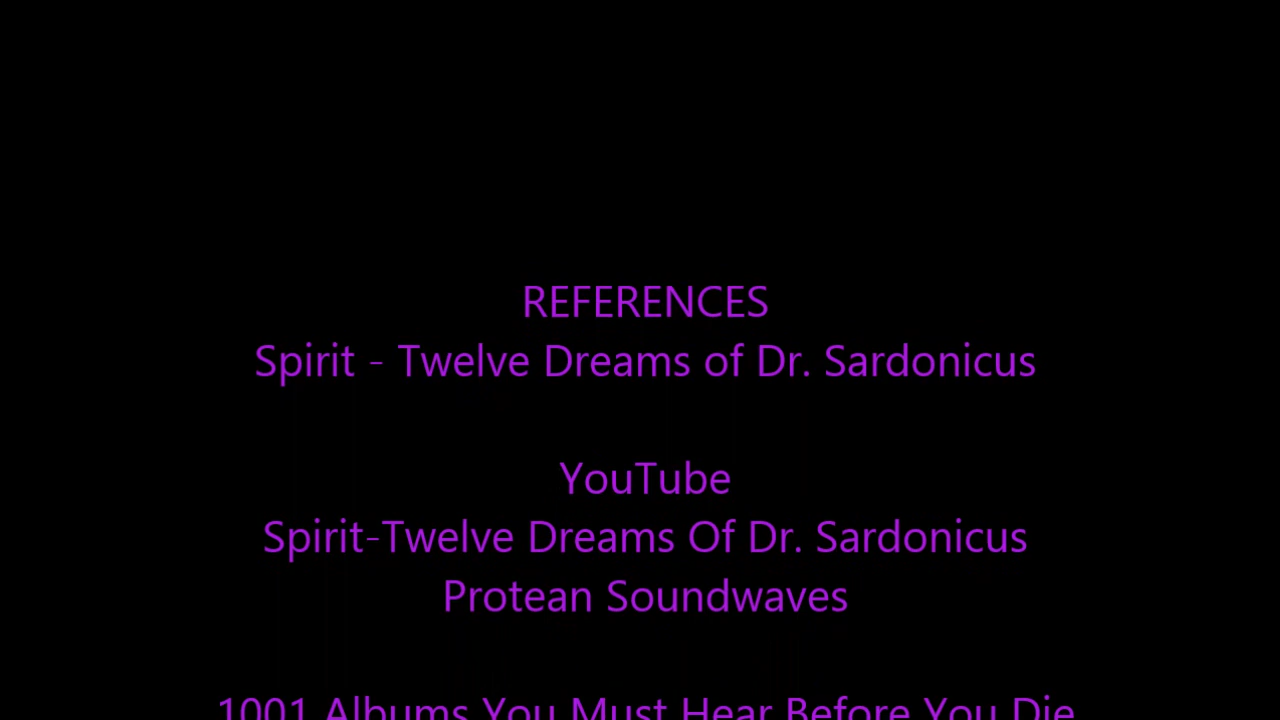 REFERENCES
Spirit - Twelve Dreams of Dr. Sardonicus
YouTube
Spirit-Twelve Dreams Of Dr. Sardonicus
Protean Soundwaves
1001 Albums You Must Hear Before You Die